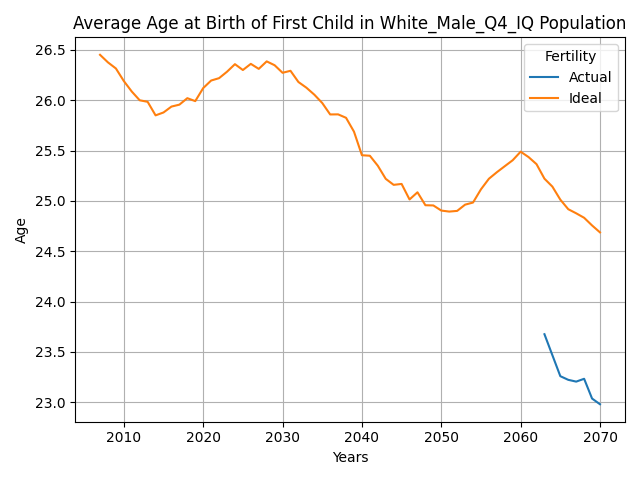 Average Age at Birth of First Child in White_Male_Q4_IQ Population
Fertility
Actual
Ideal
Age
26.5
26.0
25.5
25.0
24.5
24.0
23.5
23.0
2010 2020 2030 2040 2050 2060 2070
Years